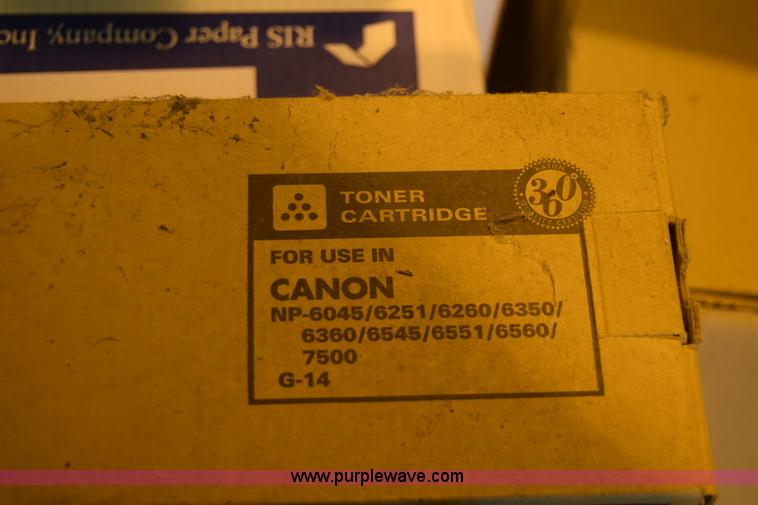 RIS Paper Company, Inc
TONER
CARTRIDGE
360°
FOR USE IN
CANON
NP-6045/6251/6260/6350/
6360/6545/6551/6560/
7500
G-14
www.purplewave.com